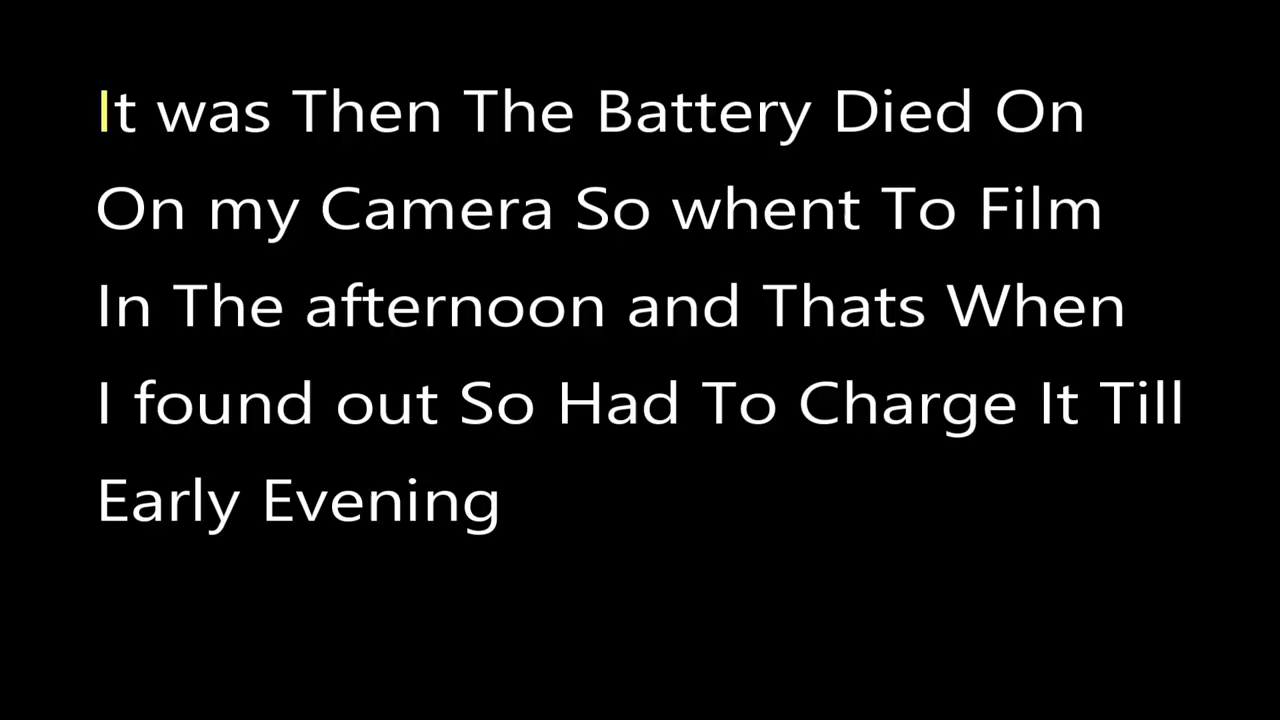 It was Then The Battery Died On
On my Camera So whent To Film
In The afternoon and Thats When
I found out So Had To Charge It Till
Early Evening